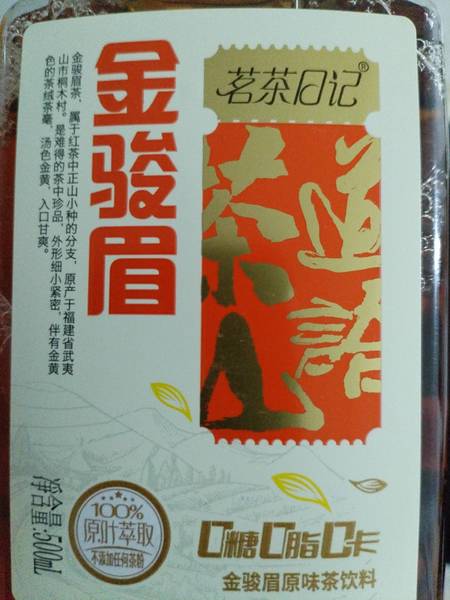 金骏眉
金骏眉茶，属于红茶中正山小种的分支，原产于福建省武夷
山市桐木村。是难得的茶中珍品，外形细小紧密，伴有金黄
色的茶绒茶毫，汤色金黄，入口甘爽。
茗茶日记®
茶
道
語
净含量:500mL
100%
原叶萃取
不添加任何茶粉
0糖0脂0卡
金骏眉原味茶饮料